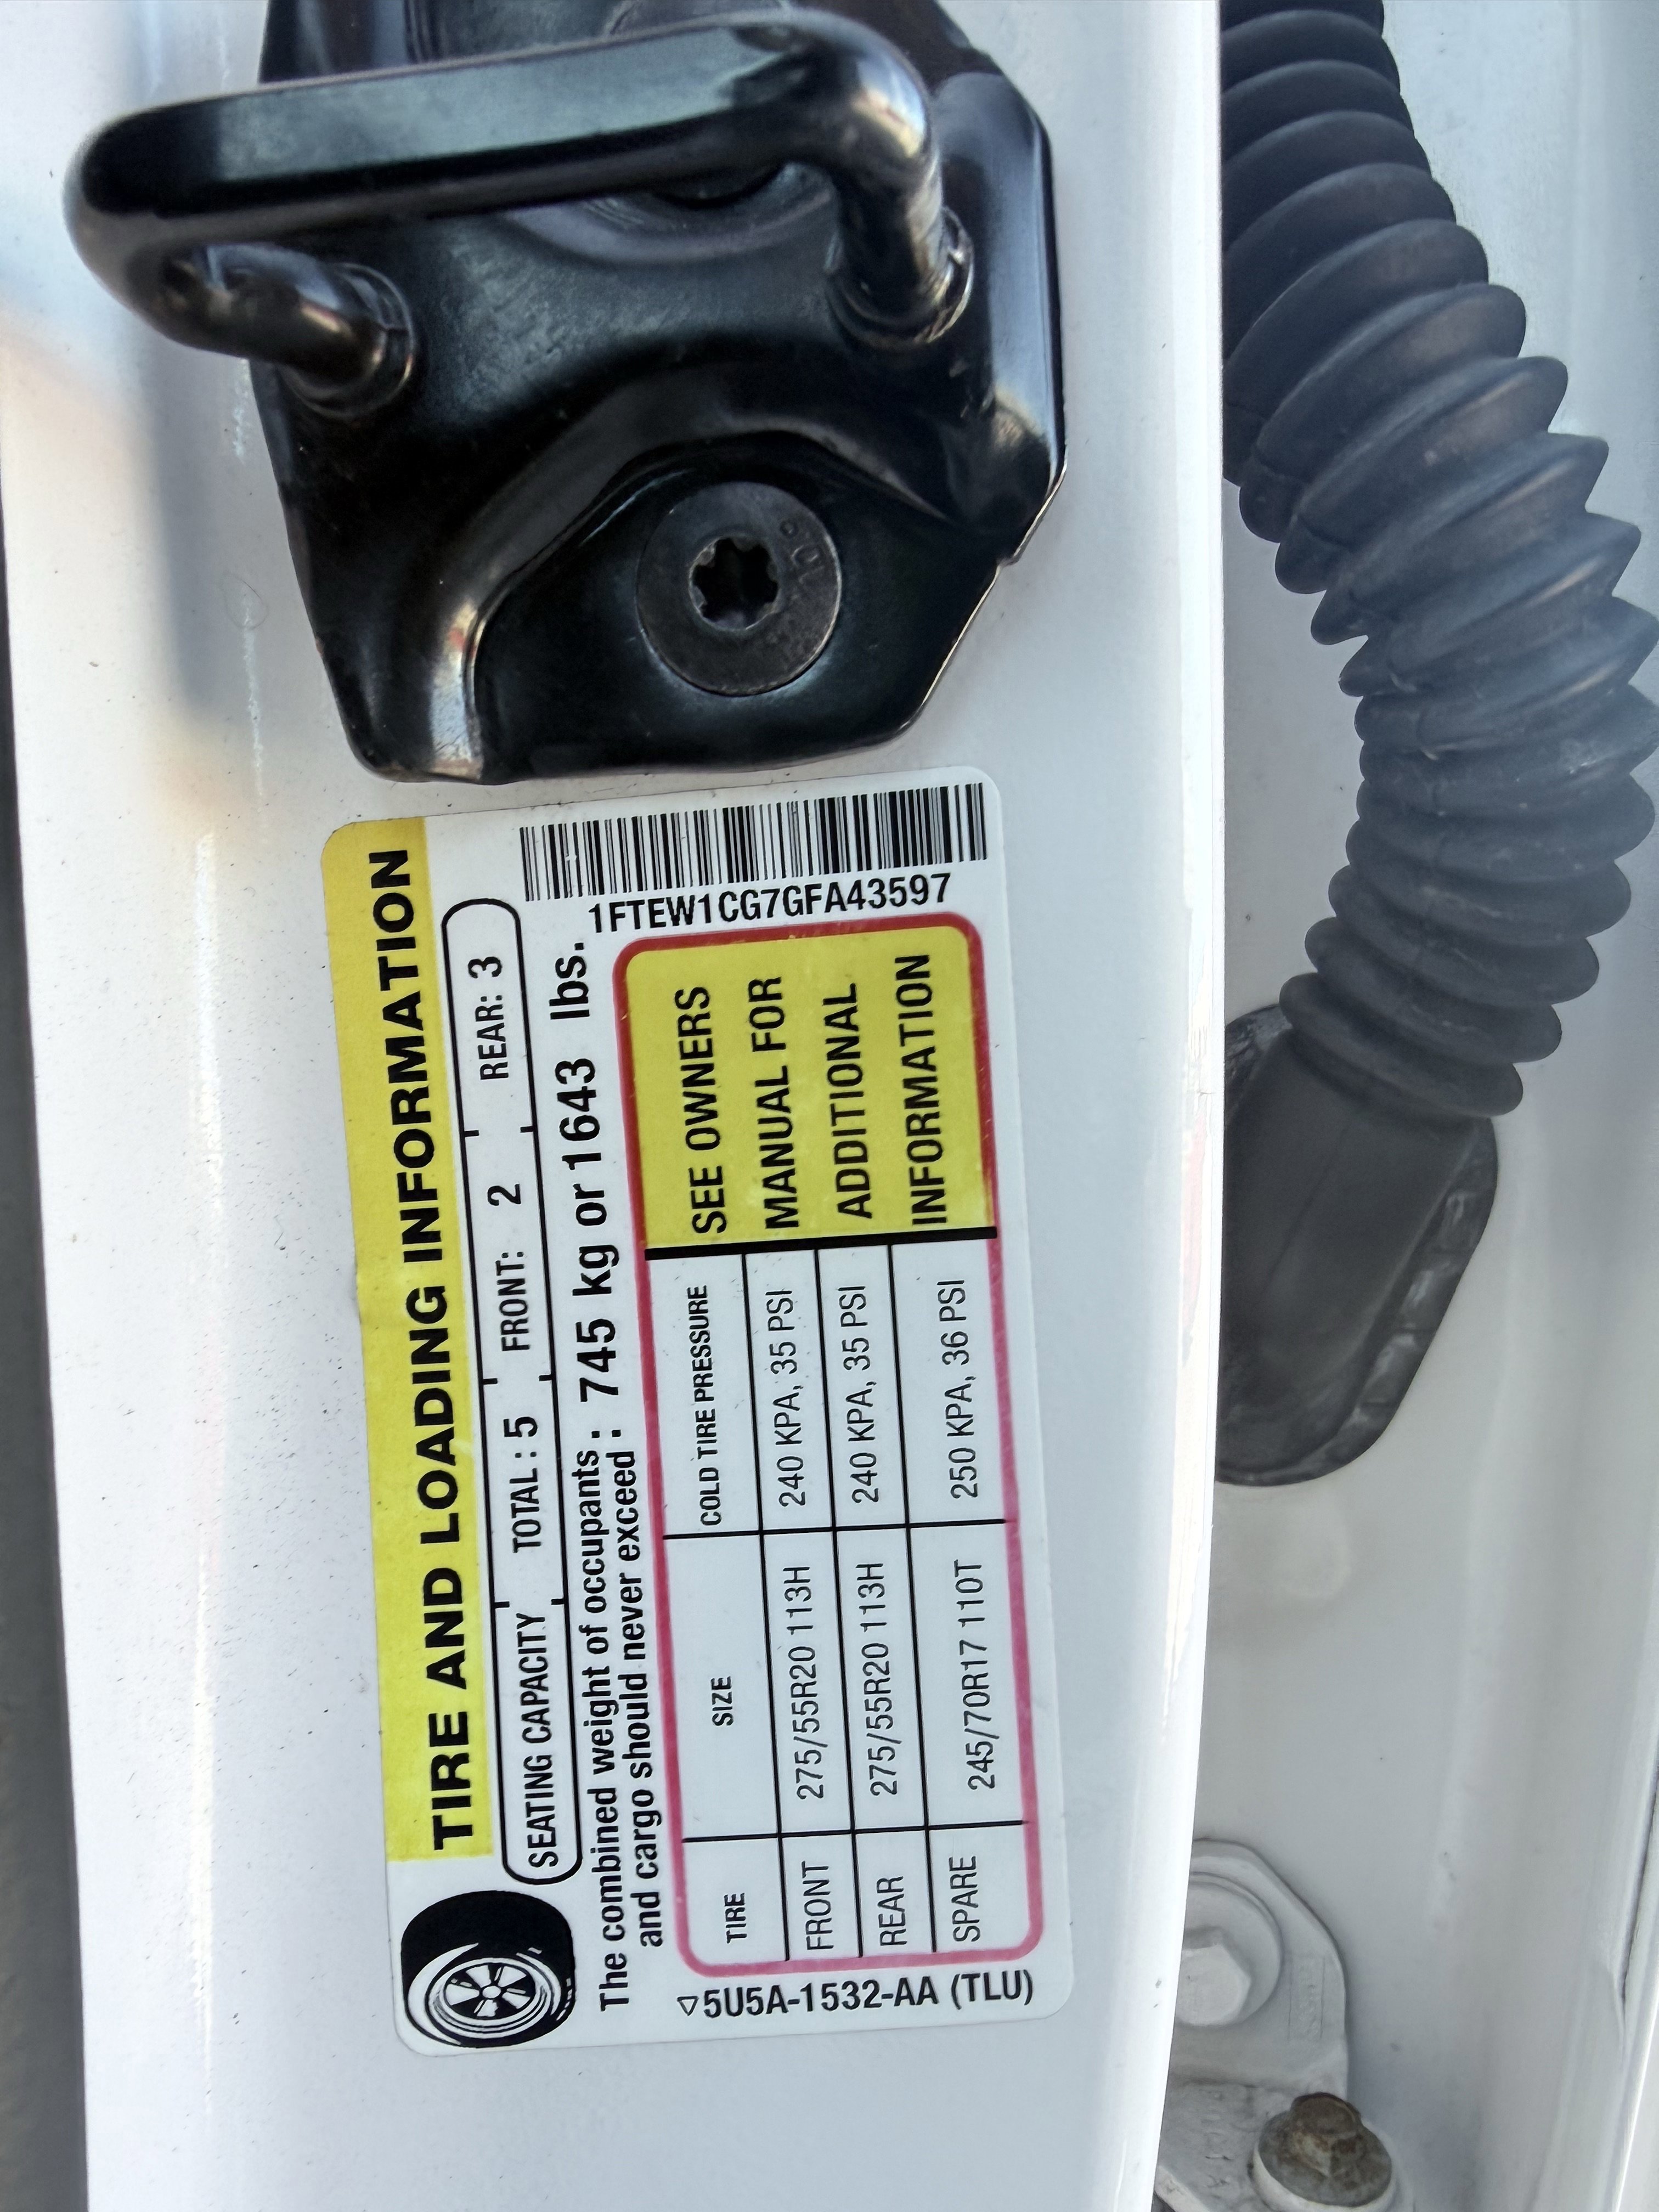 TIRE AND LOADING INFORMATION
SEATING CAPACITY TOTAL : 5 FRONT: 2 REAR: 3
The combined weight of occupants : 745 kg or 1643 lbs.
and cargo should never exceed :
TIRE SIZE COLD TIRE PRESSURE
FRONT 275/55R20 113H 240 KPA, 35 PSI
REAR 275/55R20 113H 240 KPA, 35 PSI
SPARE 245/70R17 110T 250 KPA, 36 PSI
SEE OWNERS
MANUAL FOR
ADDITIONAL
INFORMATION
1FTEW1CG7GFA43597
▽5U5A-1532-AA (TLU)